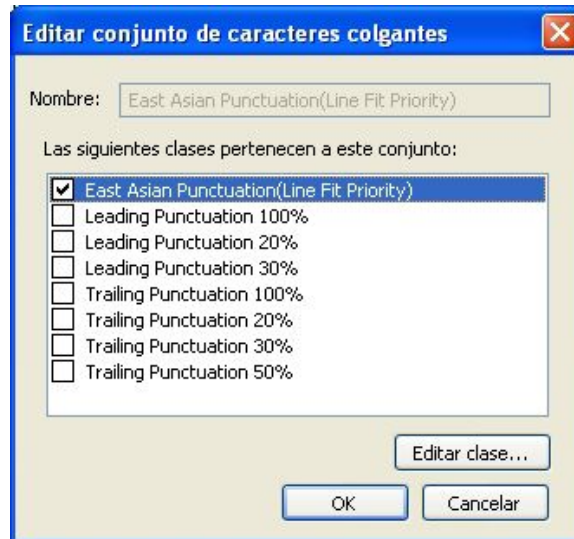 Editar conjunto de caracteres colgantes
Nombre: East Asian Punctuation(Line Fit Priority)
Las siguientes clases pertenecen a este conjunto:
East Asian Punctuation(Line Fit Priority)
Leading Punctuation 100%
Leading Punctuation 20%
Leading Punctuation 30%
Trailing Punctuation 100%
Trailing Punctuation 20%
Trailing Punctuation 30%
Trailing Punctuation 50%
Editar clase...
OK Cancelar